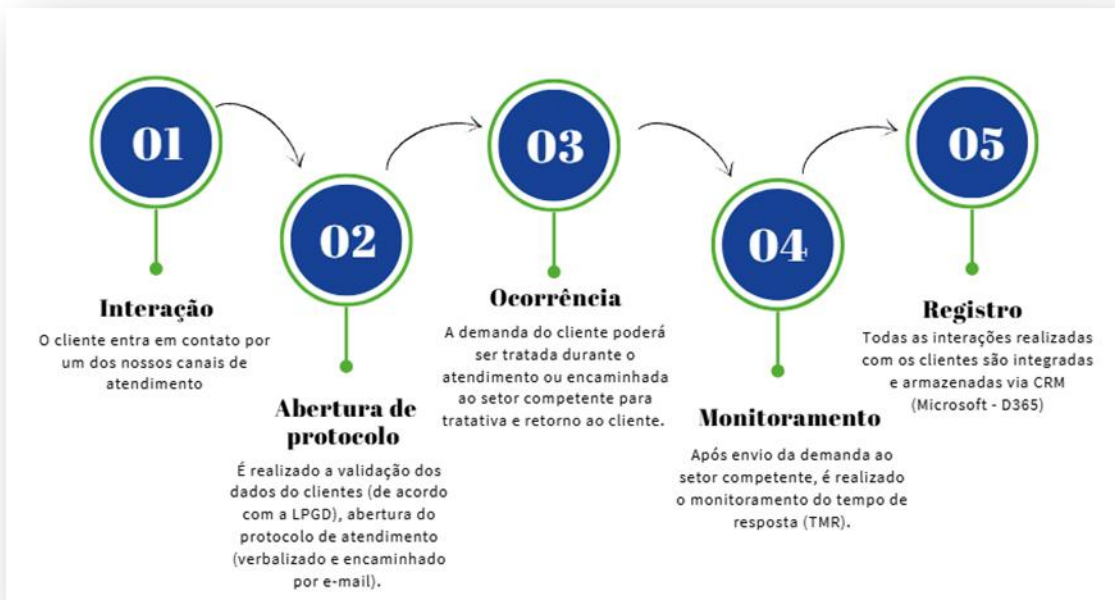 01
Interação
O cliente entra em contato por
um dos nossos canais de
atendimento
02
Abertura de
protocolo
É realizado a validação dos
dados do clientes (de acordo
com a LPGD), abertura do
protocolo de atendimento
(verbalizado e encaminhado
por e-mail).
03
Ocorrência
A demanda do cliente poderá
ser tratada durante o
atendimento ou encaminhada
ao setor competente para
tratativa e retorno ao cliente.
04
Monitoramento
Após envio da demanda ao
setor competente, é realizado
o monitoramento do tempo de
resposta (TMR).
05
Registro
Todas as interações realizadas
com os clientes são integradas
e armazenadas via CRM
(Microsoft - D365)